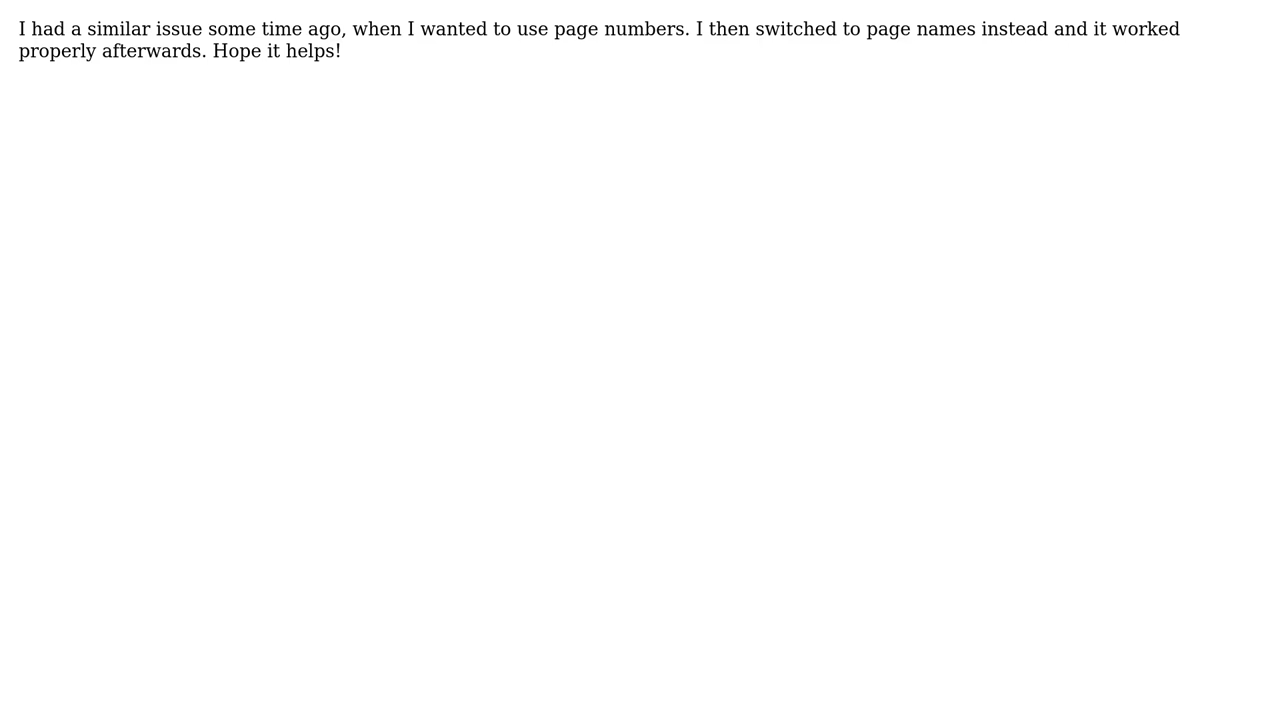 I had a similar issue some time ago, when I wanted to use page numbers. I then switched to page names instead and it worked
properly afterwards. Hope it helps!